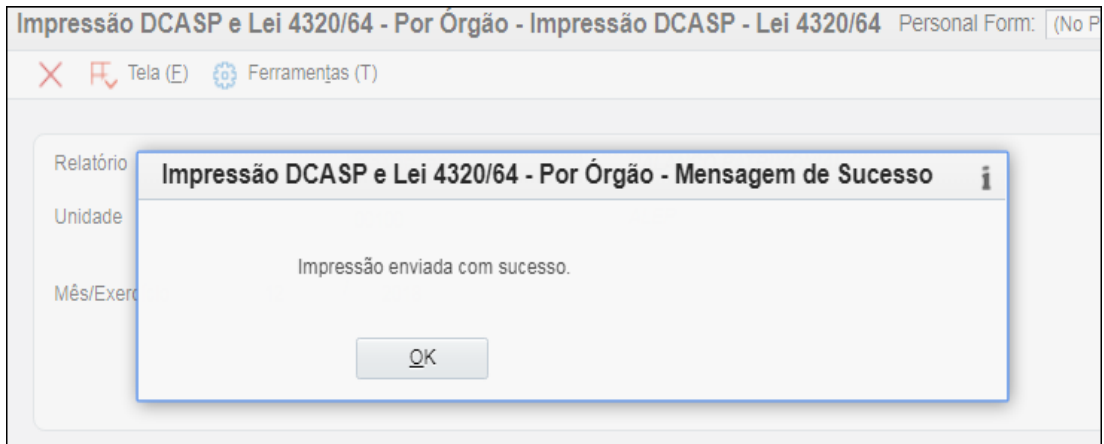 Impressão DCASP e Lei 4320/64 - Por Órgão - Impressão DCASP - Lei 4320/64 Personal Form: (No P
Tela (F) Ferramentas (T)
Relatório
Impressão DCASP e Lei 4320/64 - Por Órgão - Mensagem de Sucesso
Unidade
Impressão enviada com sucesso.
Mês/Exerc
OK